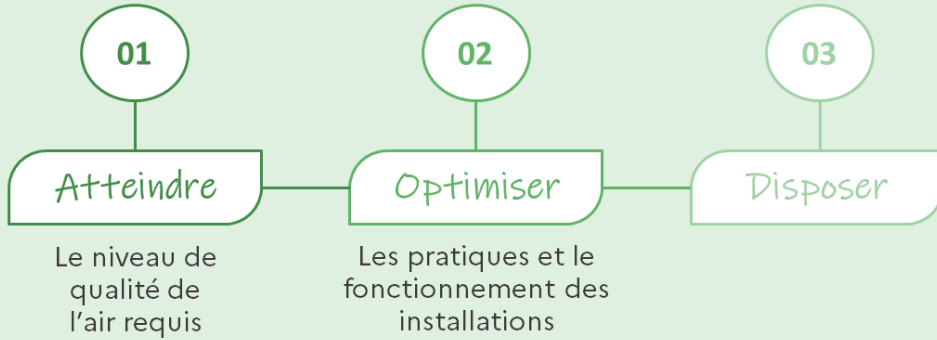 01
02
03
Atteindre
Optimiser
Disposer
Le niveau de
qualité de
l'air requis
Les pratiques et le
fonctionnement des
installations